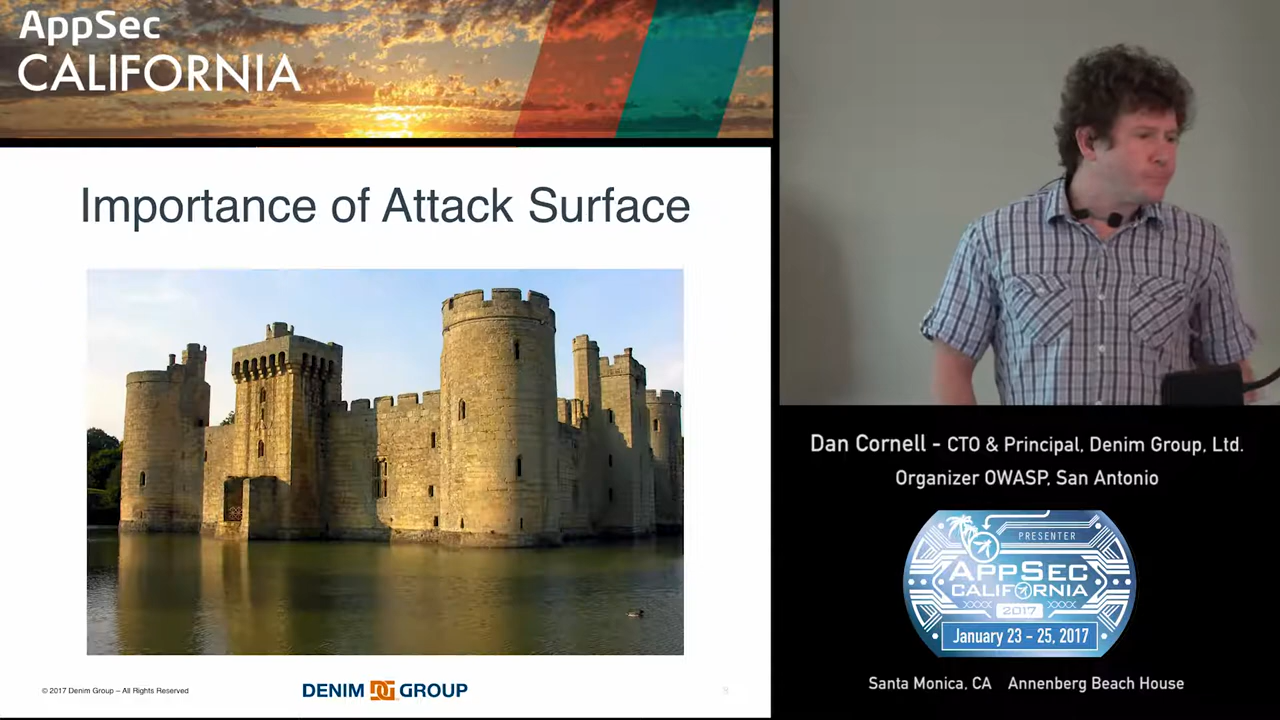 AppSec
CALIFORNIA
Importance of Attack Surface
© 2017 Denim Group – All Rights Reserved
DENIM DG GROUP
9
Dan Cornell - CTO & Principal, Denim Group, Ltd.
Organizer OWASP, San Antonio
PRESENTER
APPSEC
CALIFORNIA
2017
January 23 - 25, 2017
Santa Monica, CA Annenberg Beach House